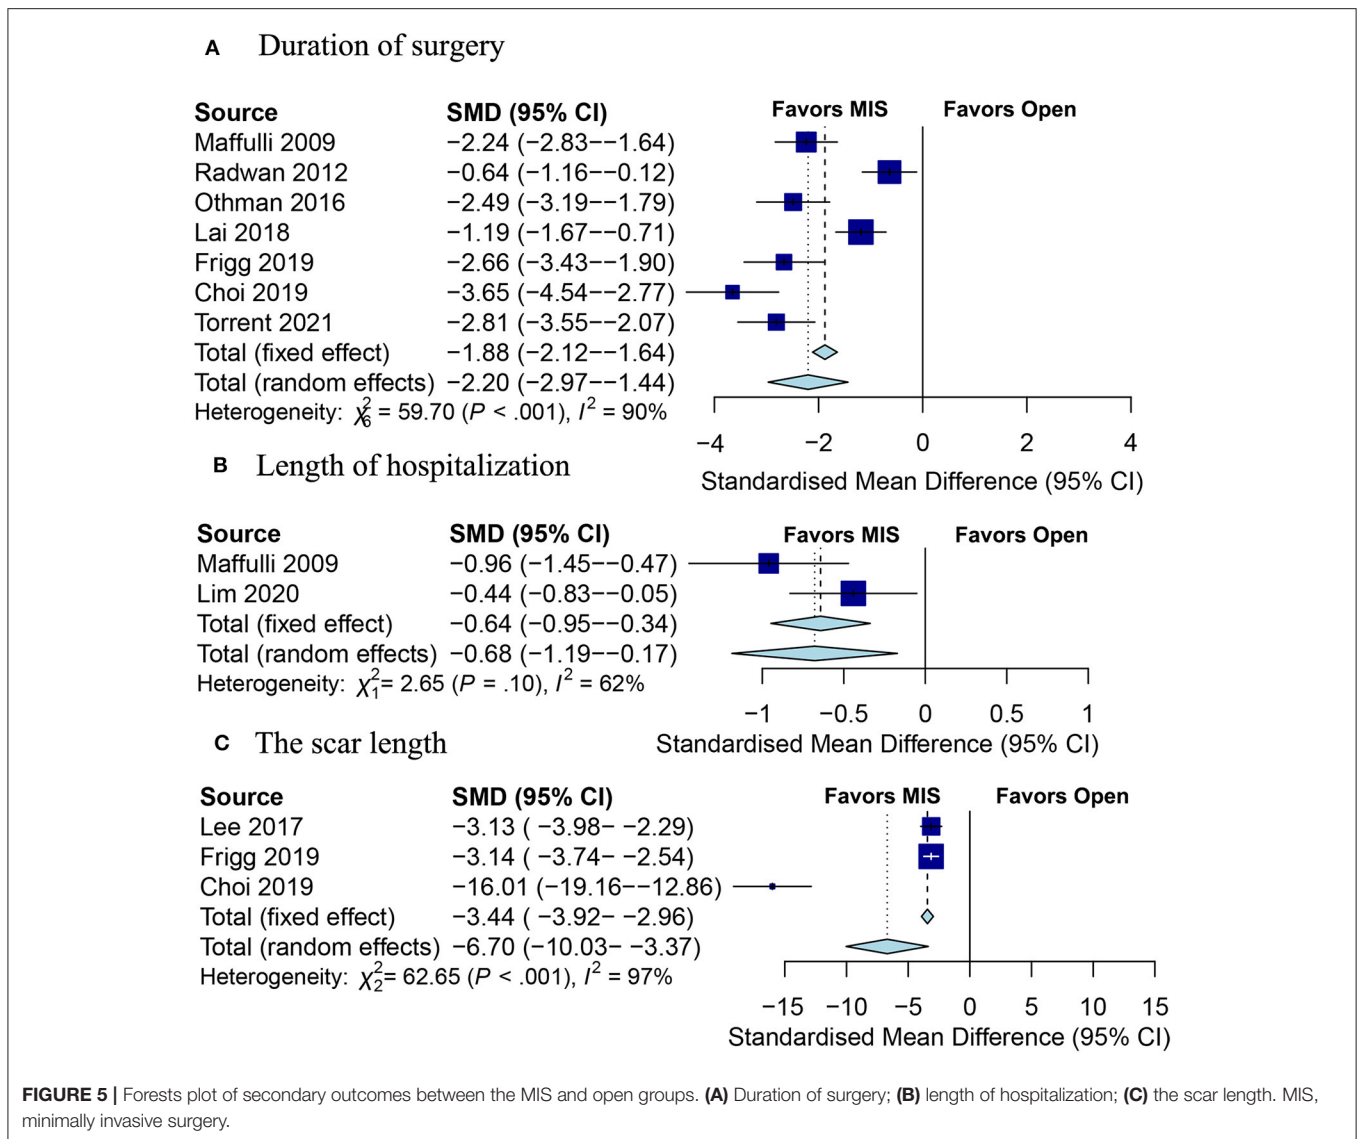 A Duration of surgery
Source SMD (95% CI) Favors MIS Favors Open
Maffulli 2009 −2.24 (−2.83−−1.64)
Radwan 2012 −0.64 (−1.16−−0.12)
Othman 2016 −2.49 (−3.19−−1.79)
Lai 2018 −1.19 (−1.67−−0.71)
Frigg 2019 −2.66 (−3.43−−1.90)
Choi 2019 −3.65 (−4.54−−2.77)
Torrent 2021 −2.81 (−3.55−−2.07)
Total (fixed effect) −1.88 (−2.12−−1.64)
Total (random effects) −2.20 (−2.97−−1.44)
Heterogeneity: χ²₆ = 59.70 (P < .001), I² = 90%
−4 −2 0 2 4
Standardised Mean Difference (95% CI)
B Length of hospitalization
Source SMD (95% CI) Favors MIS Favors Open
Maffulli 2009 −0.96 (−1.45−−0.47)
Lim 2020 −0.44 (−0.83−−0.05)
Total (fixed effect) −0.64 (−0.95−−0.34)
Total (random effects) −0.68 (−1.19−−0.17)
Heterogeneity: χ²₁= 2.65 (P = .10), I² = 62%
−1 −0.5 0 0.5 1
Standardised Mean Difference (95% CI)
C The scar length
Source SMD (95% CI) Favors MIS Favors Open
Lee 2017 −3.13 ( −3.98− −2.29)
Frigg 2019 −3.14 ( −3.74− −2.54)
Choi 2019 −16.01 (−19.16−−12.86)
Total (fixed effect) −3.44 ( −3.92− −2.96)
Total (random effects) −6.70 (−10.03− −3.37)
Heterogeneity: χ²₂= 62.65 (P < .001), I² = 97%
−15 −10 −5 0 5 10 15
Standardised Mean Difference (95% CI)
FIGURE 5 | Forests plot of secondary outcomes between the MIS and open groups. (A) Duration of surgery; (B) length of hospitalization; (C) the scar length. MIS,
minimally invasive surgery.